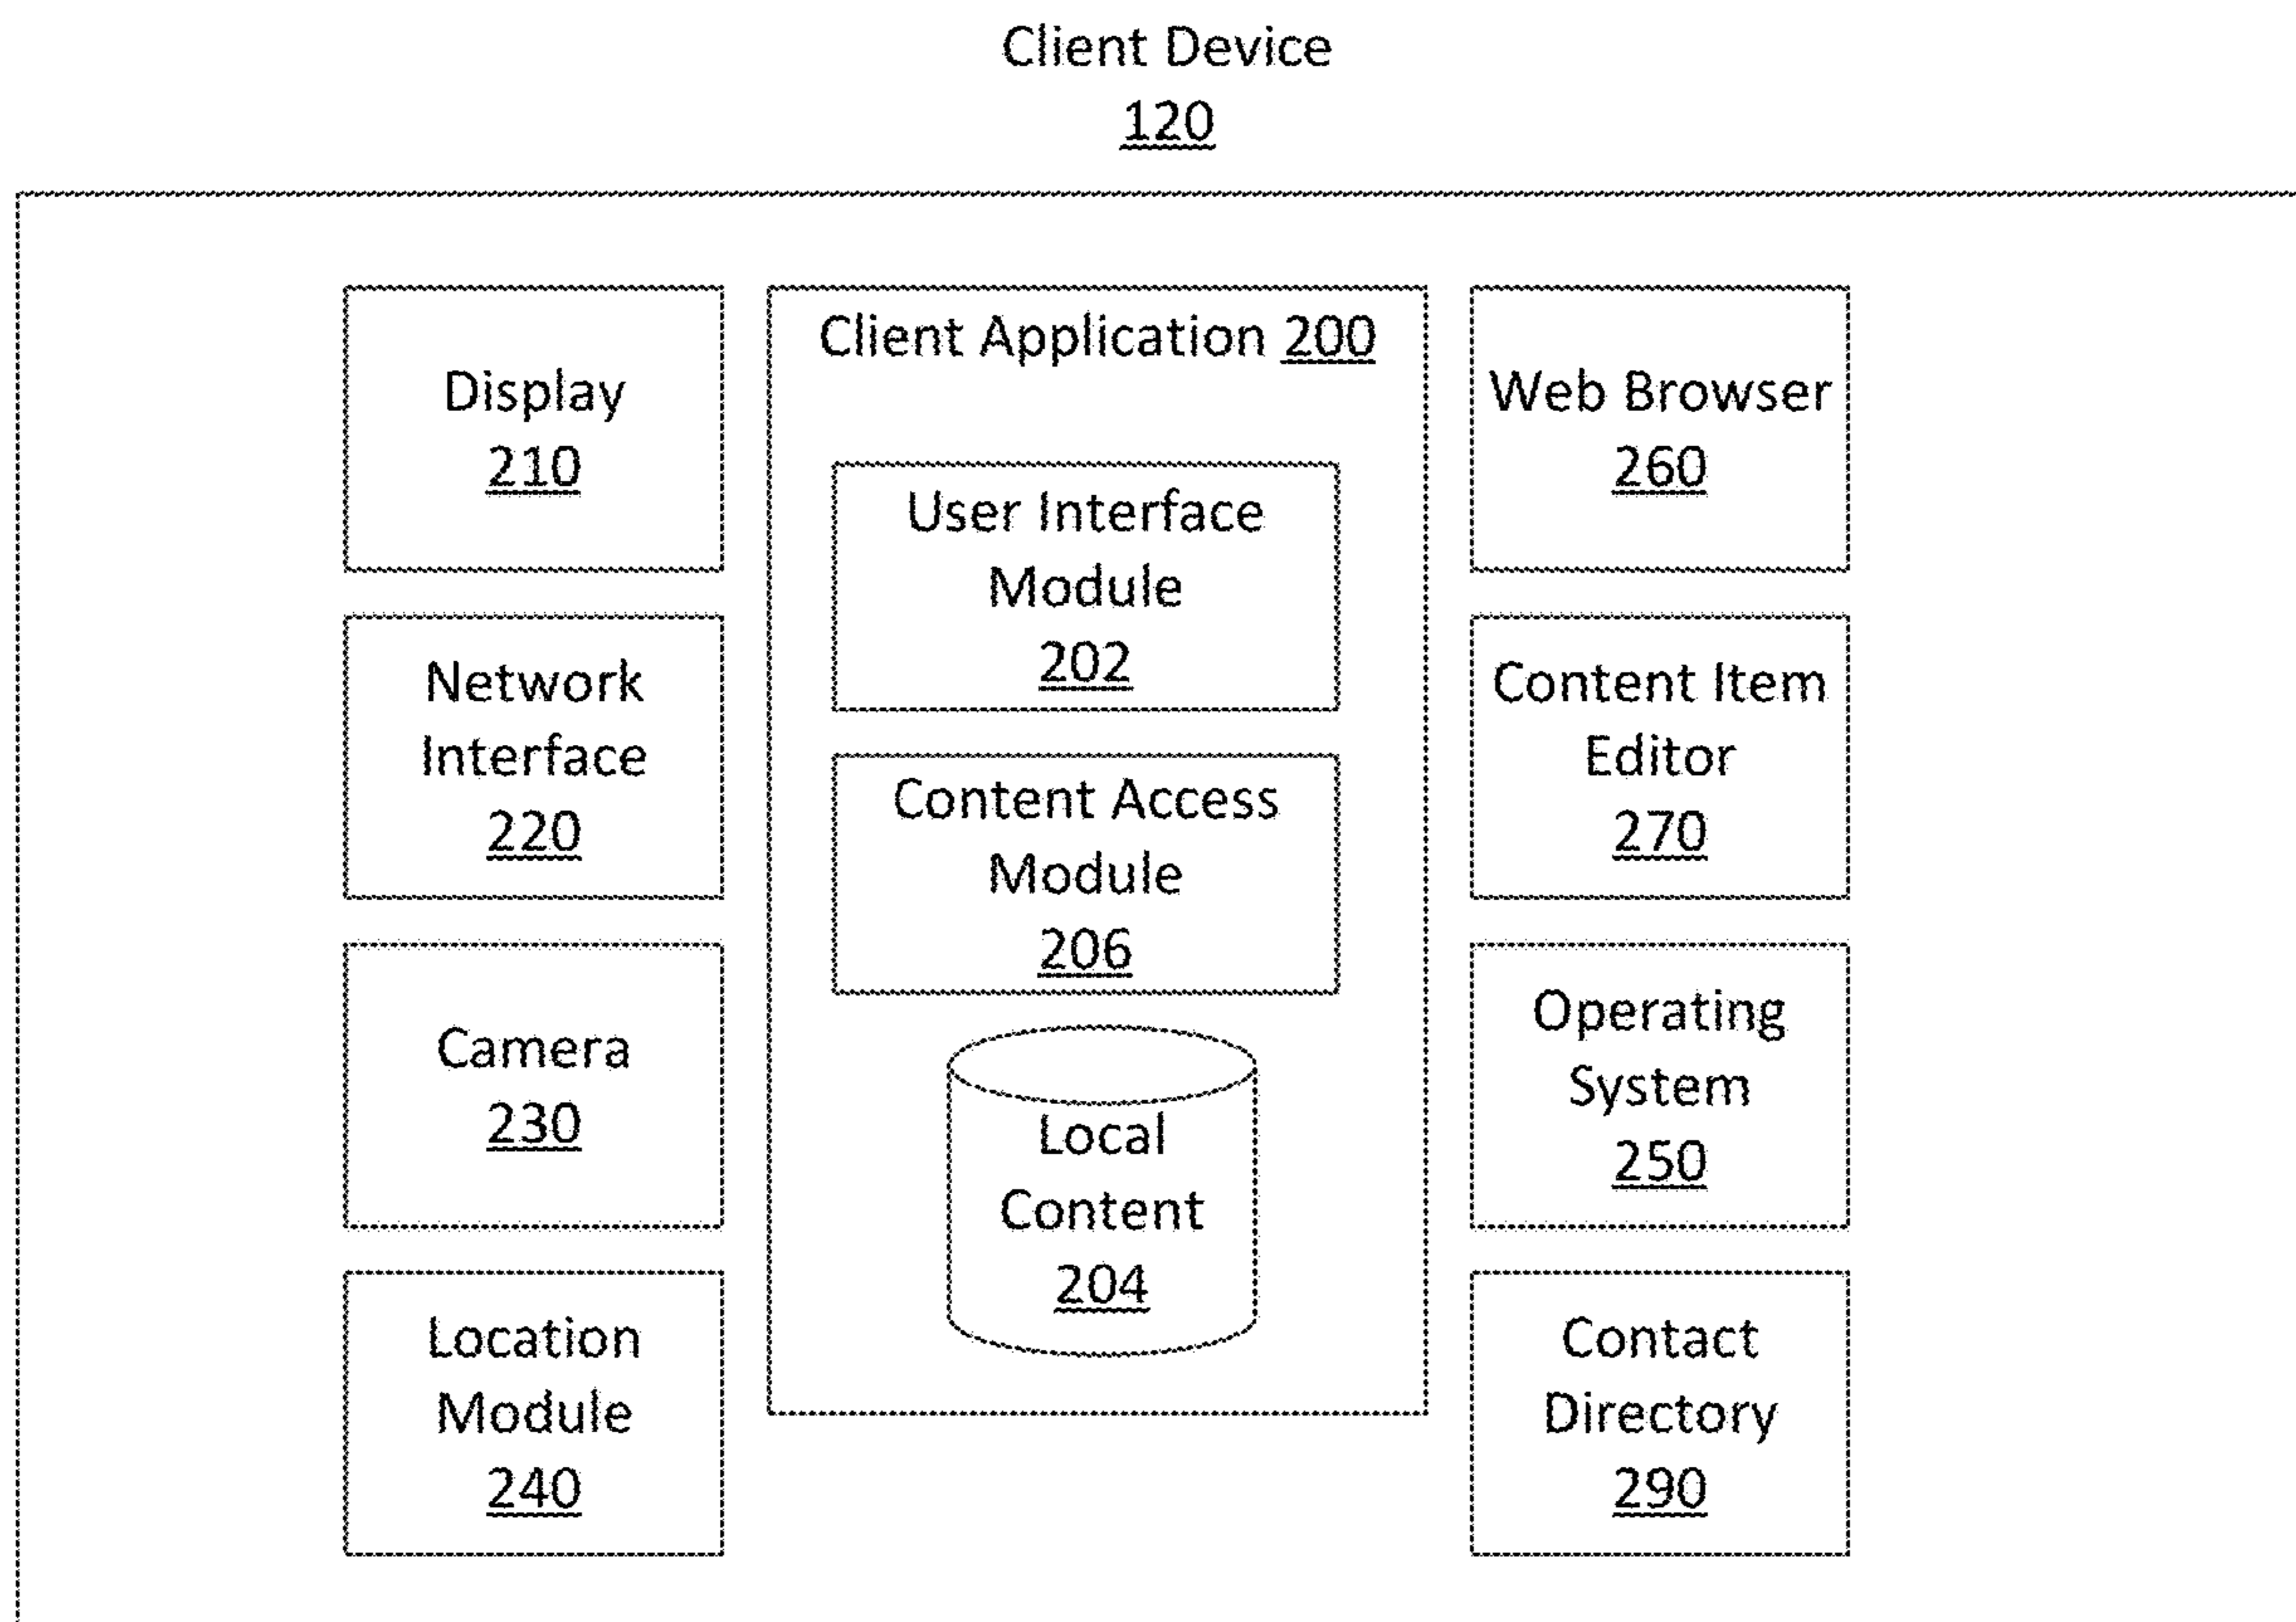 Client Device
120
Display
210
Network
Interface
220
Camera
230
Location
Module
240
Client Application 200
User Interface
Module
202
Content Access
Module
206
Local
Content
204
Web Browser
260
Content Item
Editor
270
Operating
System
250
Contact
Directory
290